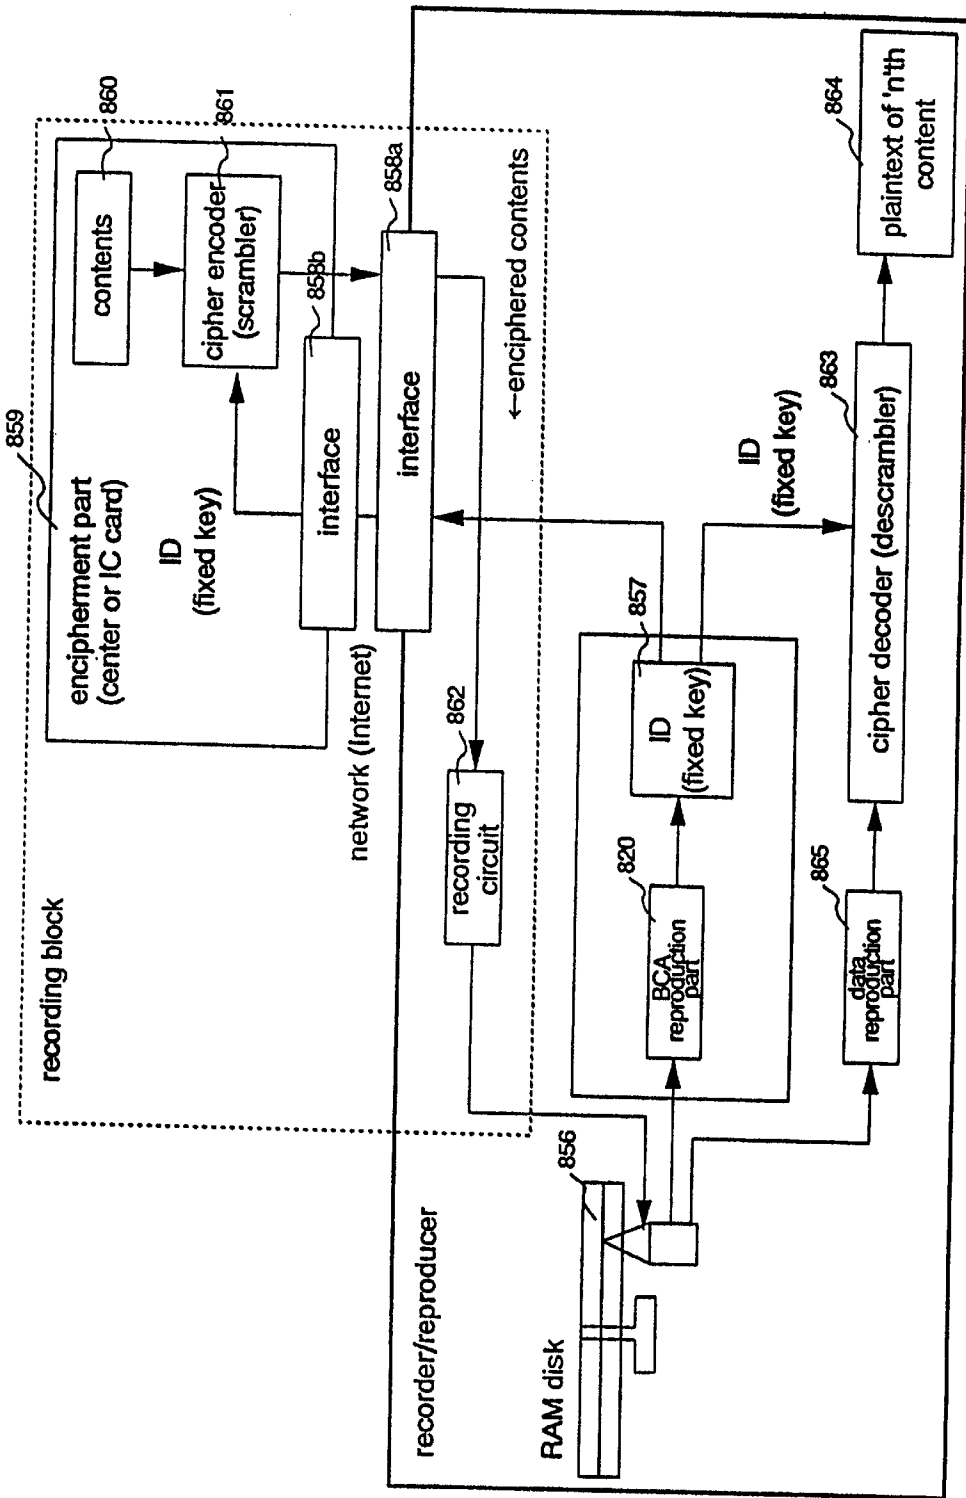 recording block
859
encipherment part
(center or IC card)
ID
(fixed key)
860
contents
861
cipher encoder
(scrambler)
858b
interface
network (Internet)
858a
interface
←enciphered contents
862
recording
circuit
recorder/reproducer
RAM disk
856
820
BCA
reproduction
part
857
ID
(fixed key)
ID
(fixed key)
865
data
reproduction
part
863
cipher decoder (descrambler)
864
plaintext of 'n'th
content